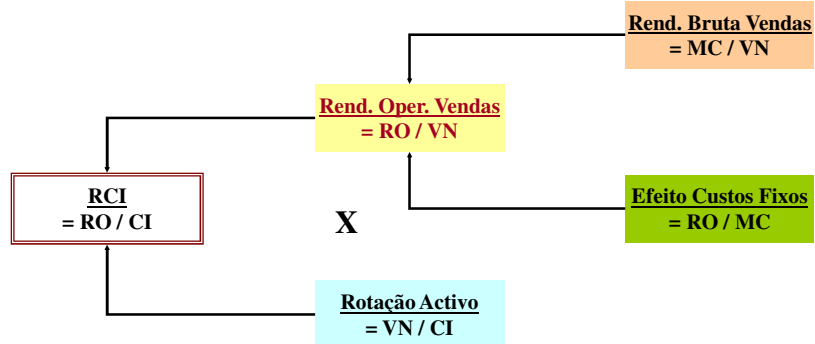 Rend. Bruta Vendas
= MC / VN
Rend. Oper. Vendas
= RO / VN
RCI
= RO / CI
X
Efeito Custos Fixos
= RO / MC
Rotação Activo
= VN / CI